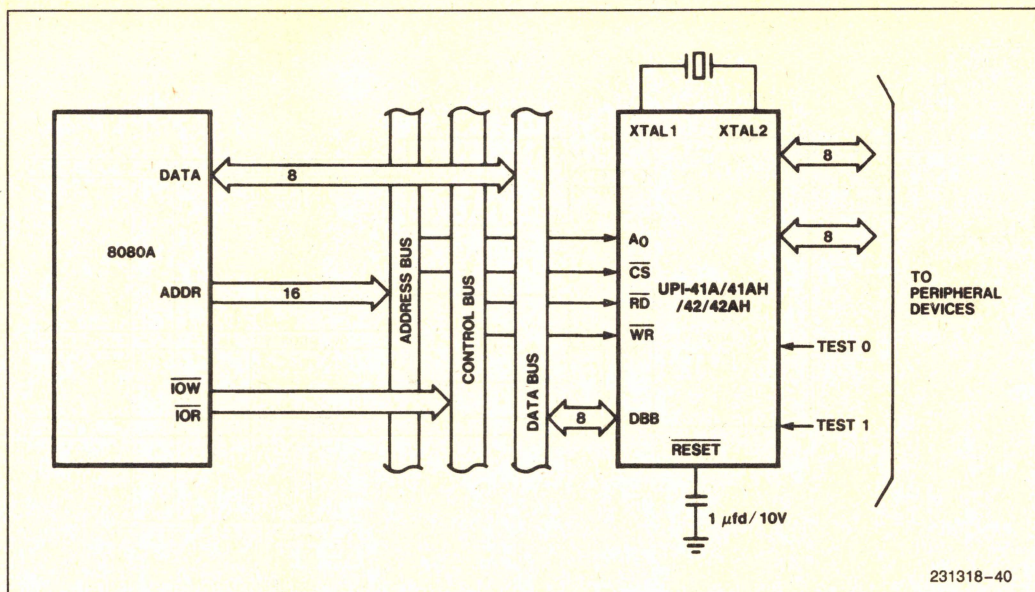 XTAL1 XTAL2
DATA
8
8
8080A
8
A0
CS
ADDRESS BUS
CONTROL BUS
DATA BUS
UPI-41A/41AH
/42/42AH
ADDR
16
RD
TO
PERIPHERAL
DEVICES
WR
TEST 0
IOW
IOR
8
DBB
TEST 1
RESET
1 µfd/10V
231318-40